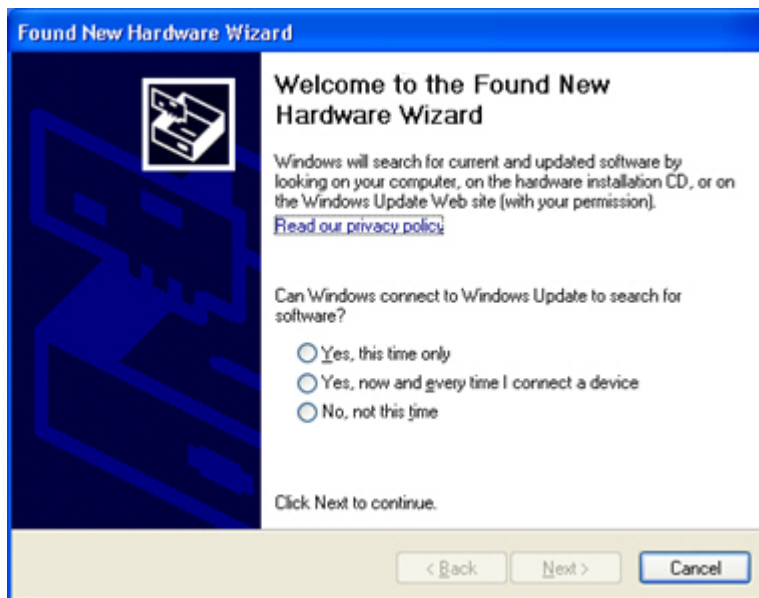 Found New Hardware Wizard
Welcome to the Found New
Hardware Wizard
Windows will search for current and updated software by
looking on your computer, on the hardware installation CD, or on
the Windows Update Web site (with your permission).
Read our privacy policy
Can Windows connect to Windows Update to search for
software?
Yes, this time only
Yes, now and every time I connect a device
No, not this time
Click Next to continue.
< Back
Next >
Cancel